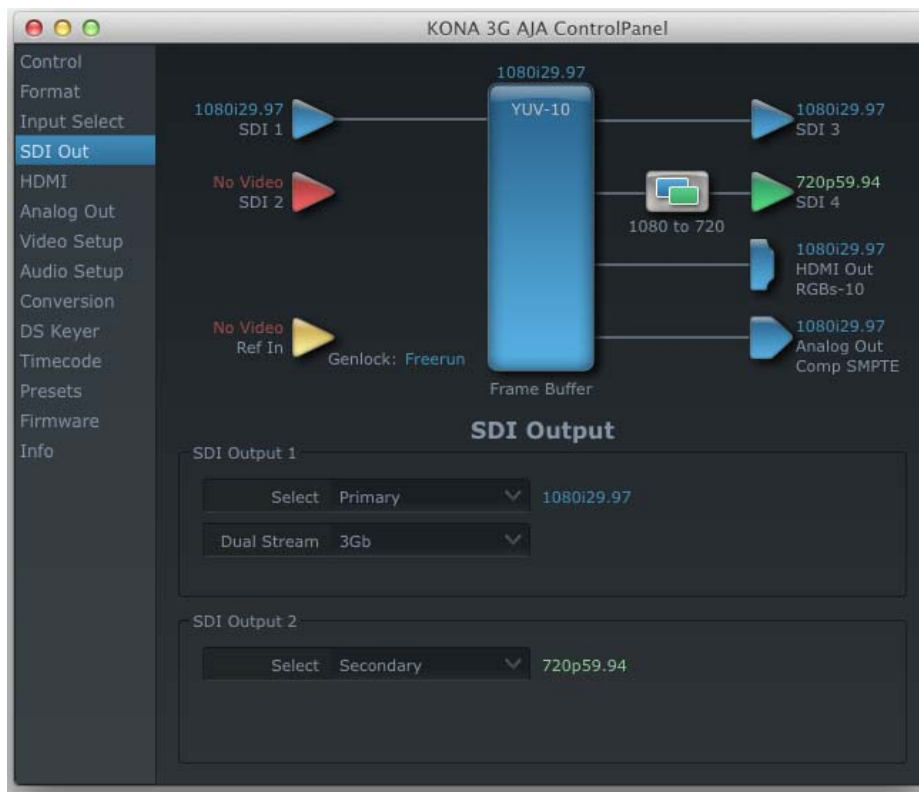 KONA 3G AJA ControlPanel
Control
Format
Input Select
SDI Out
HDMI
Analog Out
Video Setup
Audio Setup
Conversion
DS Keyer
Timecode
Presets
Firmware
Info
1080i29.97
YUV-10
1080i29.97
SDI 1
1080i29.97
SDI 3
No Video
SDI 2
720p59.94
SDI 4
1080 to 720
1080i29.97
HDMI Out
RGBs-10
No Video
Ref In
Genlock: Freerun
1080i29.97
Analog Out
Comp SMPTE
Frame Buffer
SDI Output
SDI Output 1
Select Primary 1080i29.97
Dual Stream 3Gb
SDI Output 2
Select Secondary 720p59.94